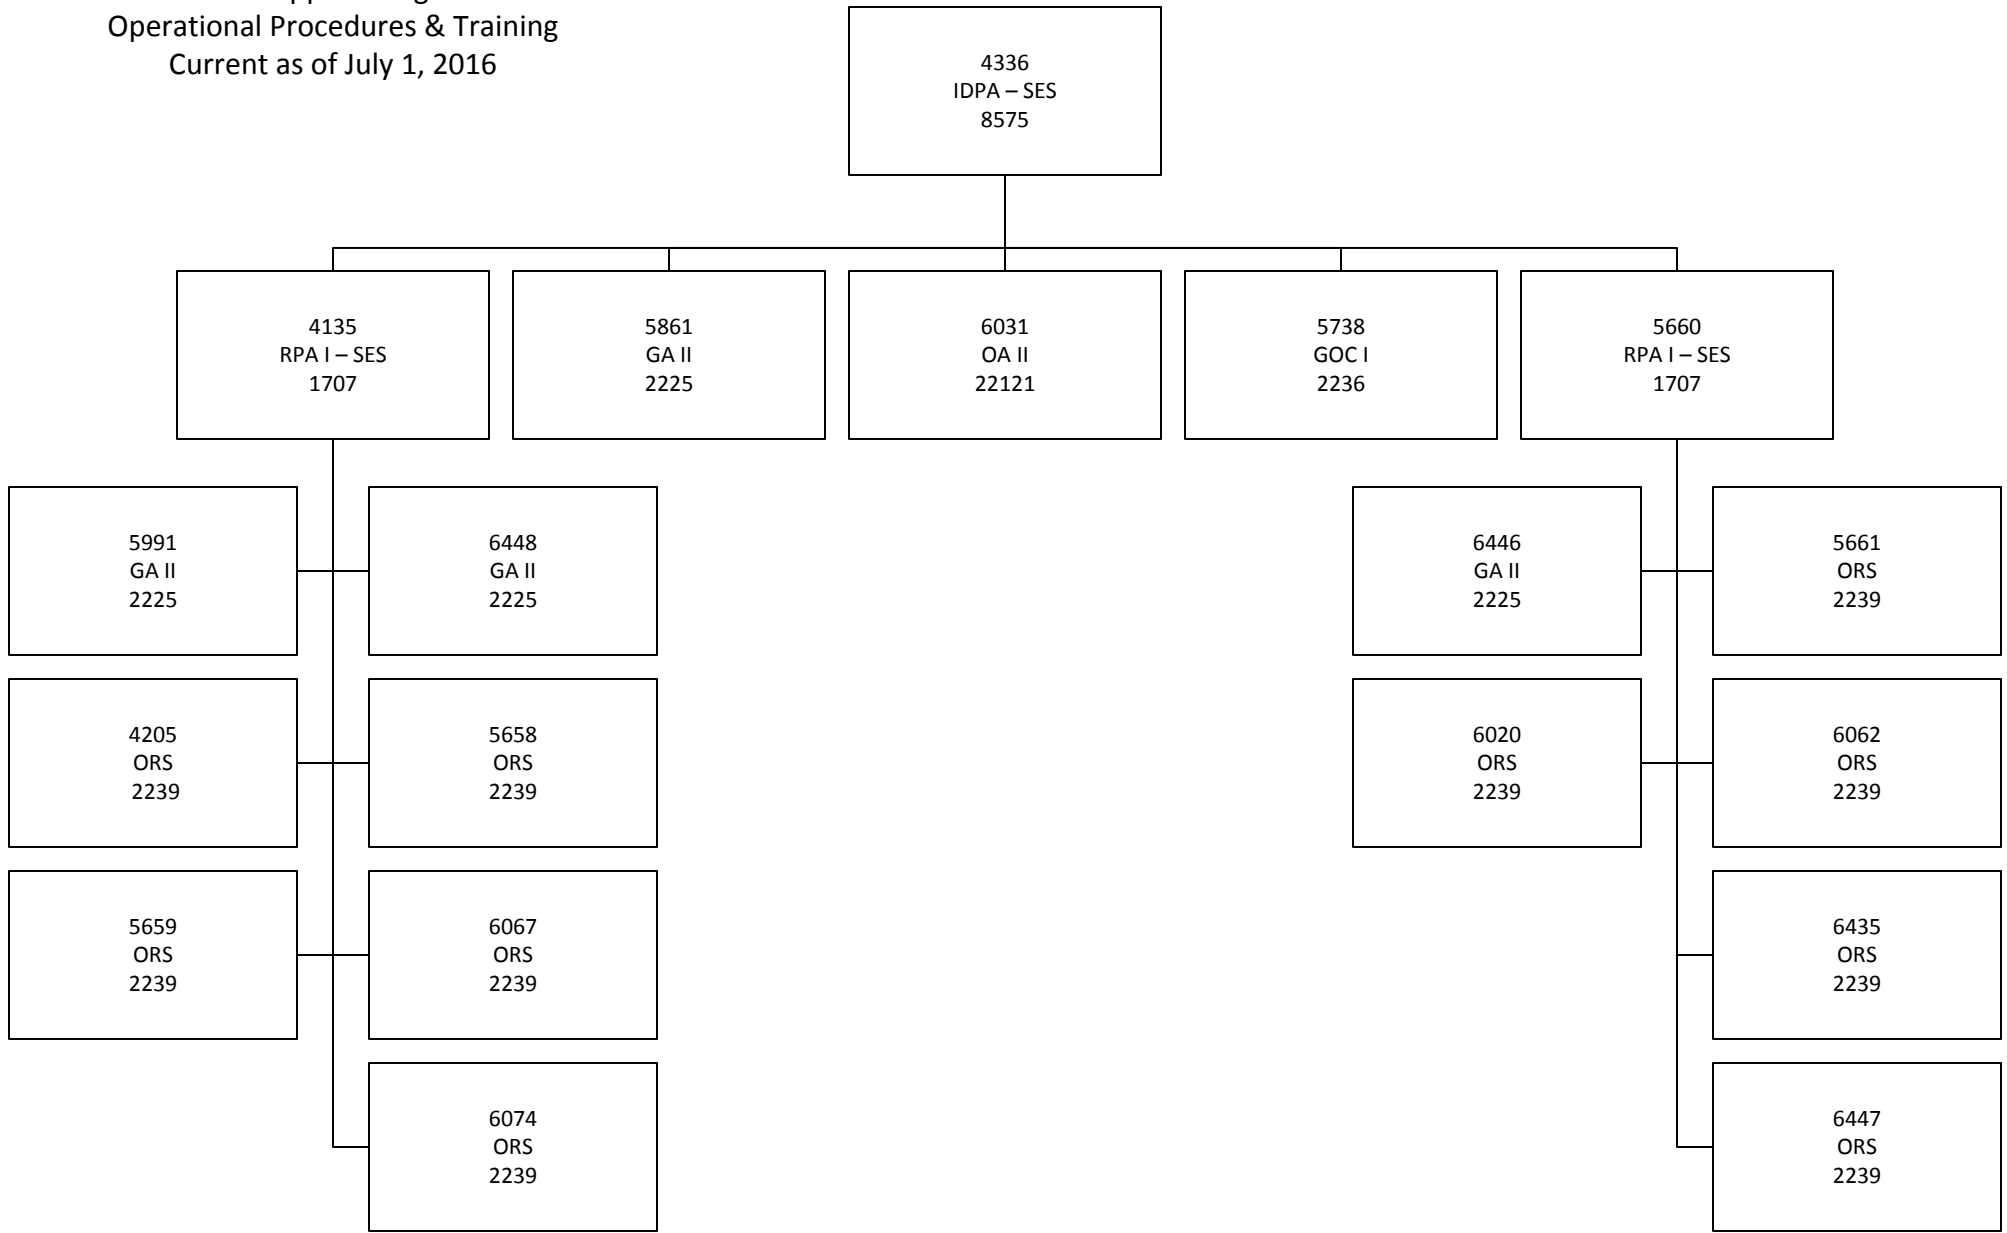 Operational Procedures & Training
Current as of July 1, 2016
4336
IDPA – SES
8575
4135
RPA I – SES
1707
5861
GA II
2225
6031
OA II
22121
5738
GOC I
2236
5660
RPA I – SES
1707
5991
GA II
2225
6448
GA II
2225
6446
GA II
2225
5661
ORS
2239
4205
ORS
2239
5658
ORS
2239
6020
ORS
2239
6062
ORS
2239
5659
ORS
2239
6067
ORS
2239
6435
ORS
2239
6074
ORS
2239
6447
ORS
2239